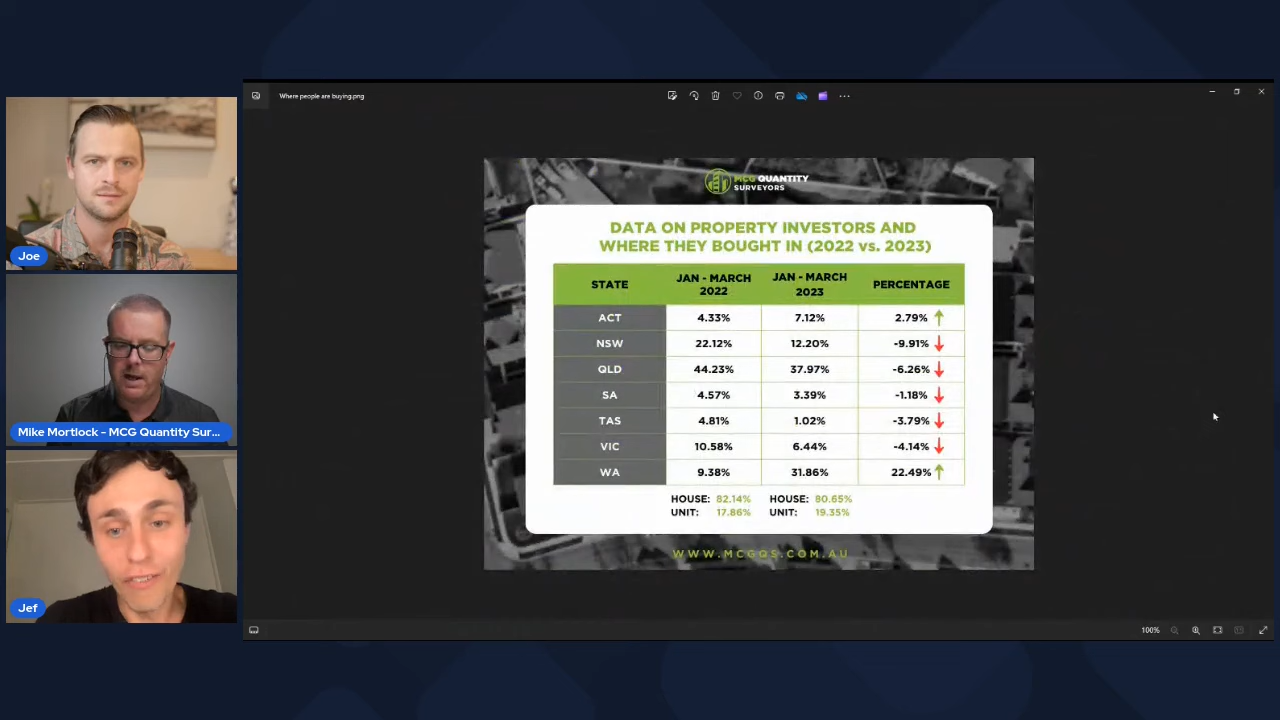 Where people are buying.png
Joe
Mike Mortlock - MCG Quantity Sur...
Jef
MCG QUANTITY
SURVEYORS
DATA ON PROPERTY INVESTORS AND
WHERE THEY BOUGHT IN (2022 vs. 2023)
STATE JAN - MARCH 2022 JAN - MARCH 2023 PERCENTAGE
ACT 4.33% 7.12% 2.79%
NSW 22.12% 12.20% -9.91%
QLD 44.23% 37.97% -6.26%
SA 4.57% 3.39% -1.18%
TAS 4.81% 1.02% -3.79%
VIC 10.58% 6.44% -4.14%
WA 9.38% 31.86% 22.49%
HOUSE: 82.14% HOUSE: 80.65%
UNIT: 17.86% UNIT: 19.35%
WWW.MCGQS.COM.AU
100%